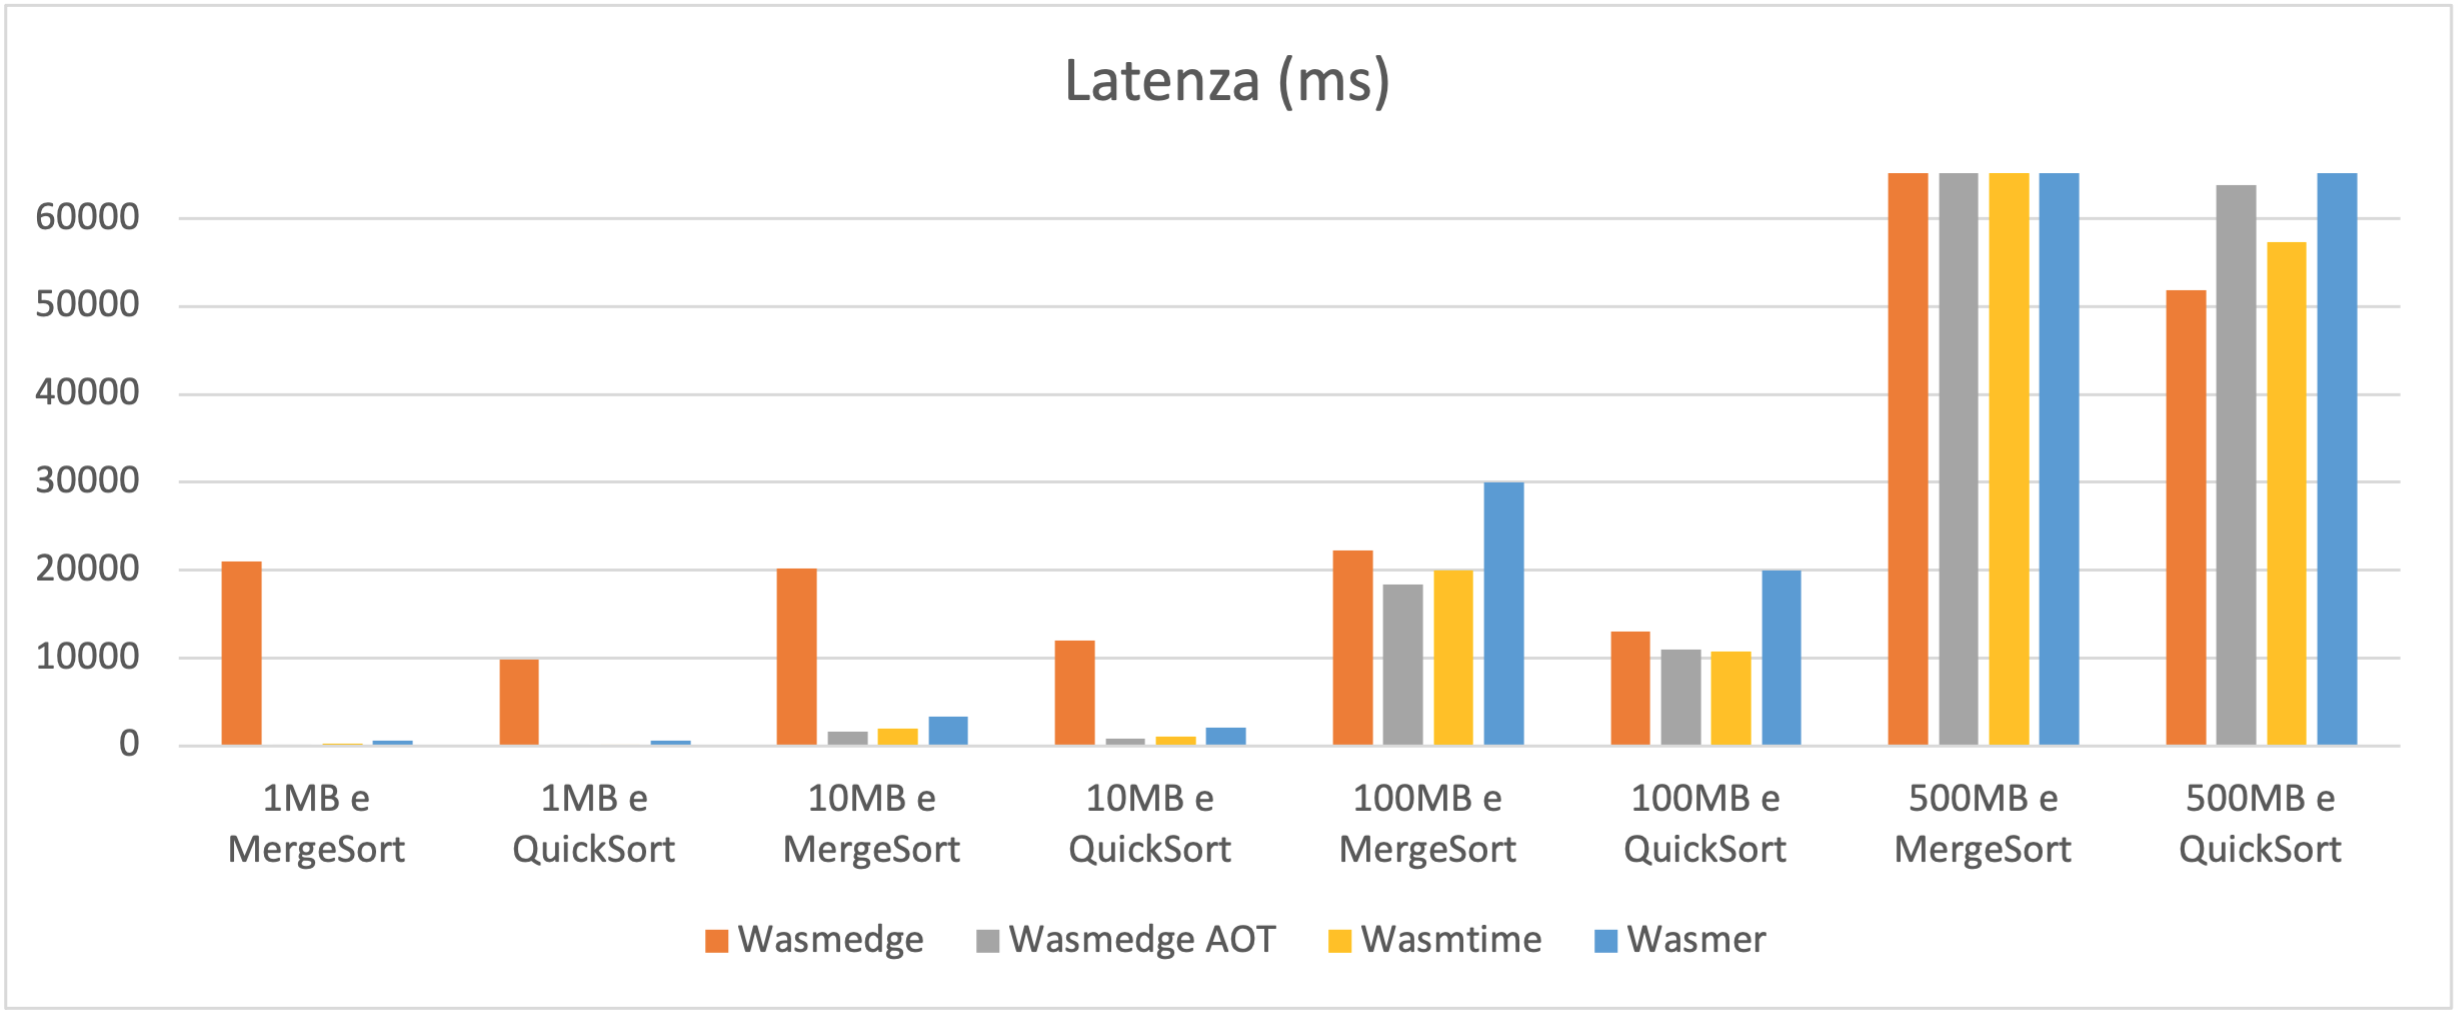 Latenza (ms)
60000
50000
40000
30000
20000
10000
0
1MB e
MergeSort
1MB e
QuickSort
10MB e
MergeSort
10MB e
QuickSort
100MB e
MergeSort
100MB e
QuickSort
500MB e
MergeSort
500MB e
QuickSort
Wasmedge
Wasmedge AOT
Wasmtime
Wasmer